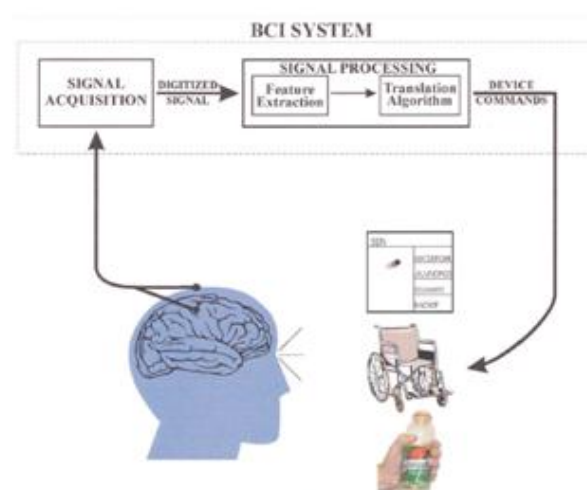 BCI SYSTEM
SIGNAL
ACQUISITION
DIGITIZED
SIGNAL
SIGNAL PROCESSING
Feature
Extraction
Translation
Algorithm
DEVICE
COMMANDS